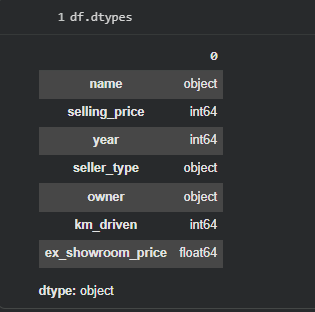 1 df.dtypes
0
name object
selling_price int64
year int64
seller_type object
owner object
km_driven int64
ex_showroom_price float64
dtype: object